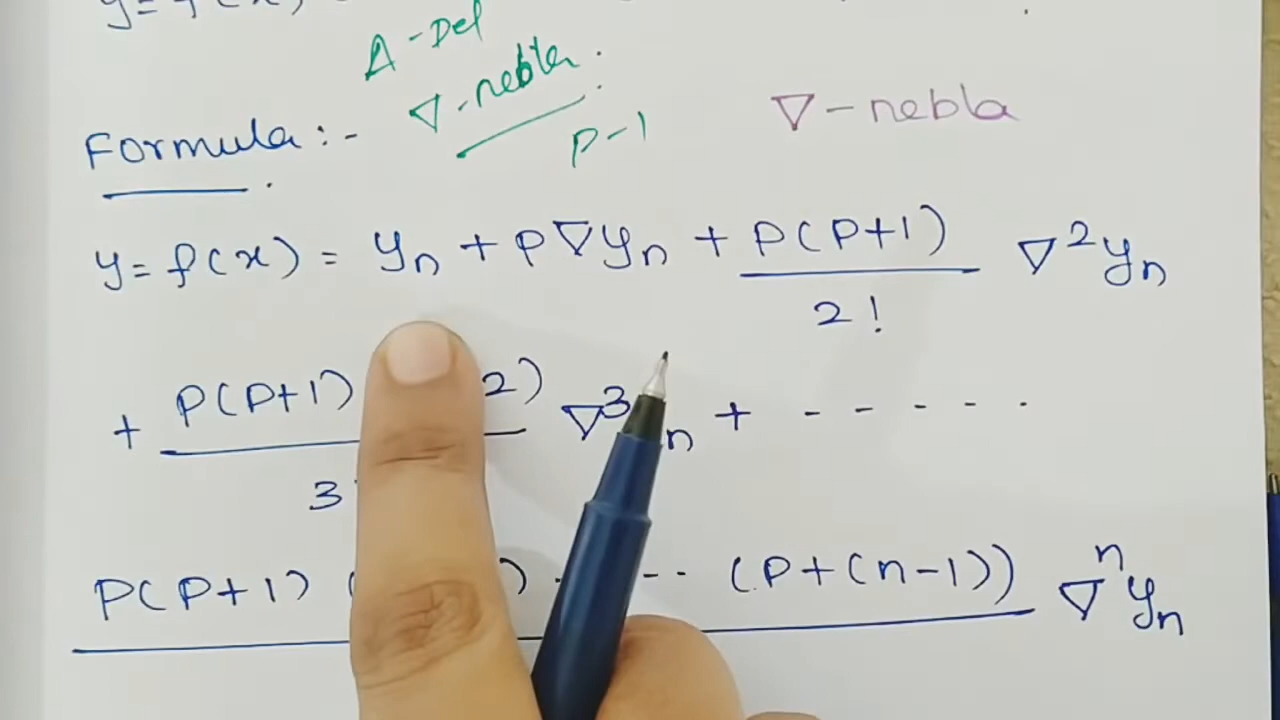 y = f(x)
Δ - Del
∇ - nebla.
P-1
∇ - nebla
Formula :-
y = f(x) = yn + P∇yn + P(P+1)/2! ∇²yn
+ P(P+1) 2)/3 ∇³ n + - - - - -
P(P+1) ( ) - - - (P+(n-1)) ∇ⁿyn